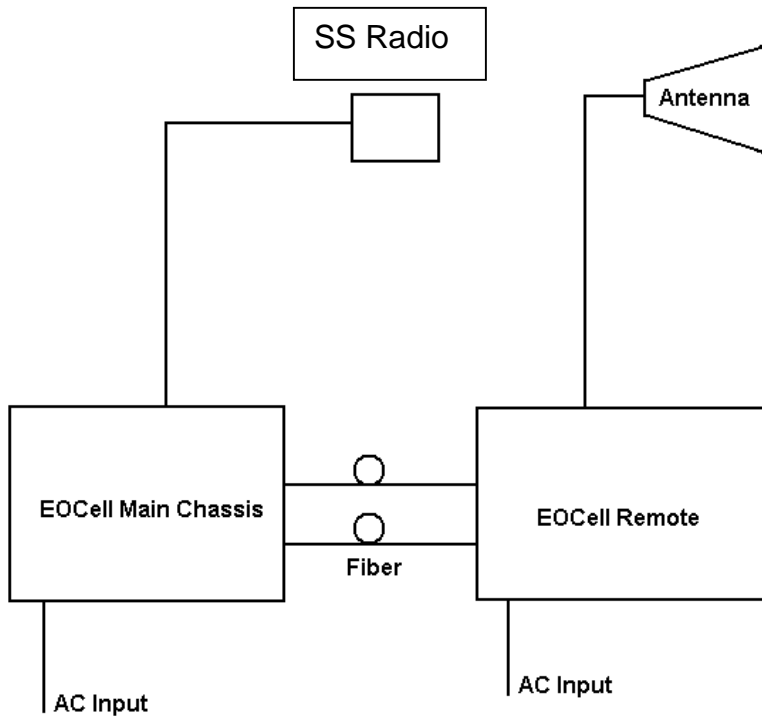 SS Radio
Antenna
EOCell Main Chassis
EOCell Remote
Fiber
AC Input
AC Input